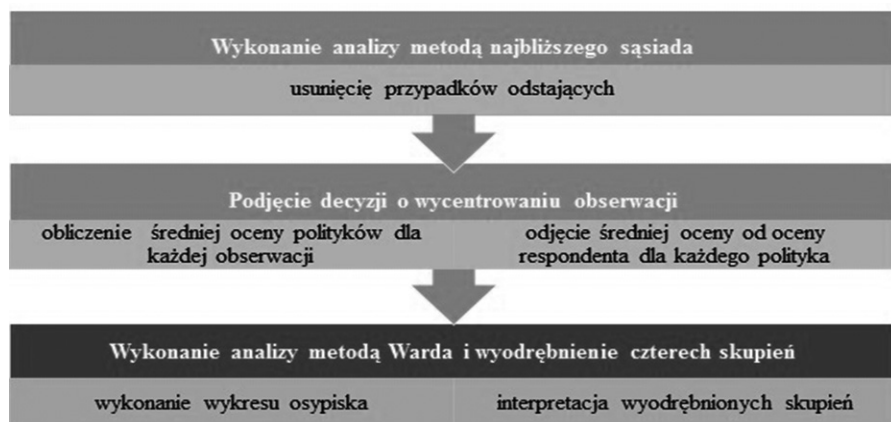 Wykonanie analizy metodą najbliższego sąsiada
usunięcię przypadków odstających
Podjęcie decyzji o wycentrowaniu obserwacji
obliczenie średniej oceny polityków dla
każdej obserwacji
odjęcie średniej oceny od oceny
respondenta dla każdego polityka
Wykonanie analizy metodą Warda i wyodrębnienie czterech skupień
wykonanie wykresu osypiska
interpretacja wyodrębnionych skupień